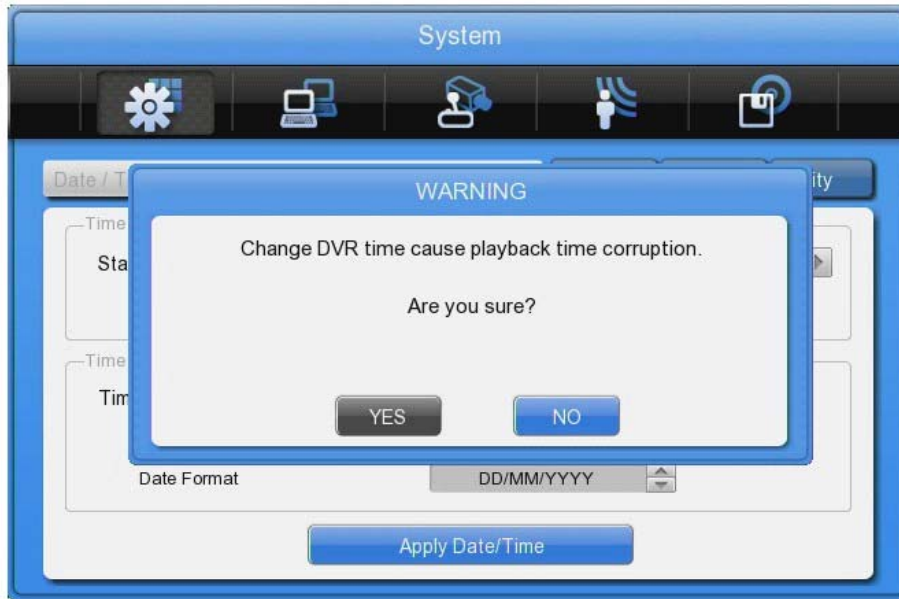 System
Date / T
ity
WARNING
Time
Change DVR time cause playback time corruption.
Sta
Are you sure?
Time
Tim
YES
NO
Date Format
DD/MM/YYYY
Apply Date/Time